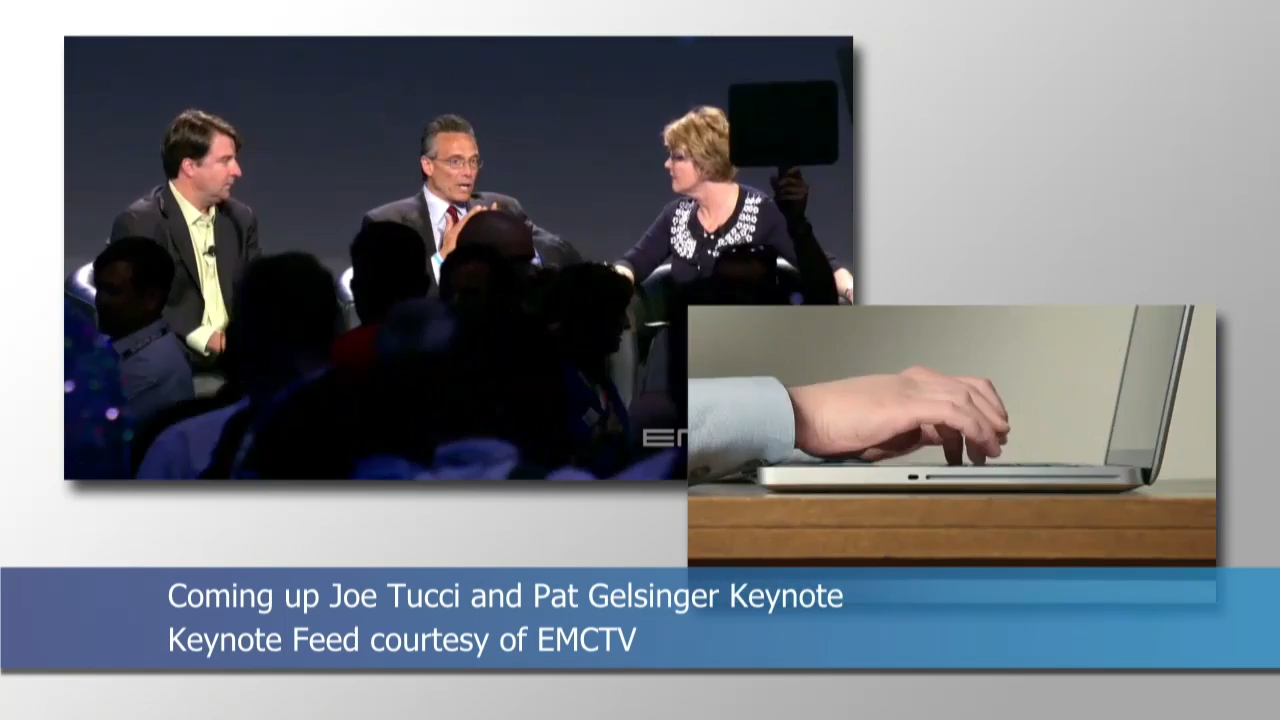 Coming up Joe Tucci and Pat Gelsinger Keynote
Keynote Feed courtesy of EMCTV